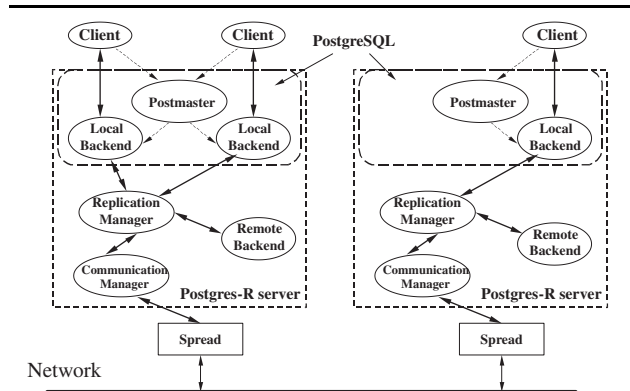 Client
Client
PostgreSQL
Client
Postmaster
Postmaster
Local
Backend
Local
Backend
Local
Backend
Replication
Manager
Remote
Backend
Replication
Manager
Remote
Backend
Communication
Manager
Communication
Manager
Postgres-R server
Postgres-R server
Spread
Spread
Network